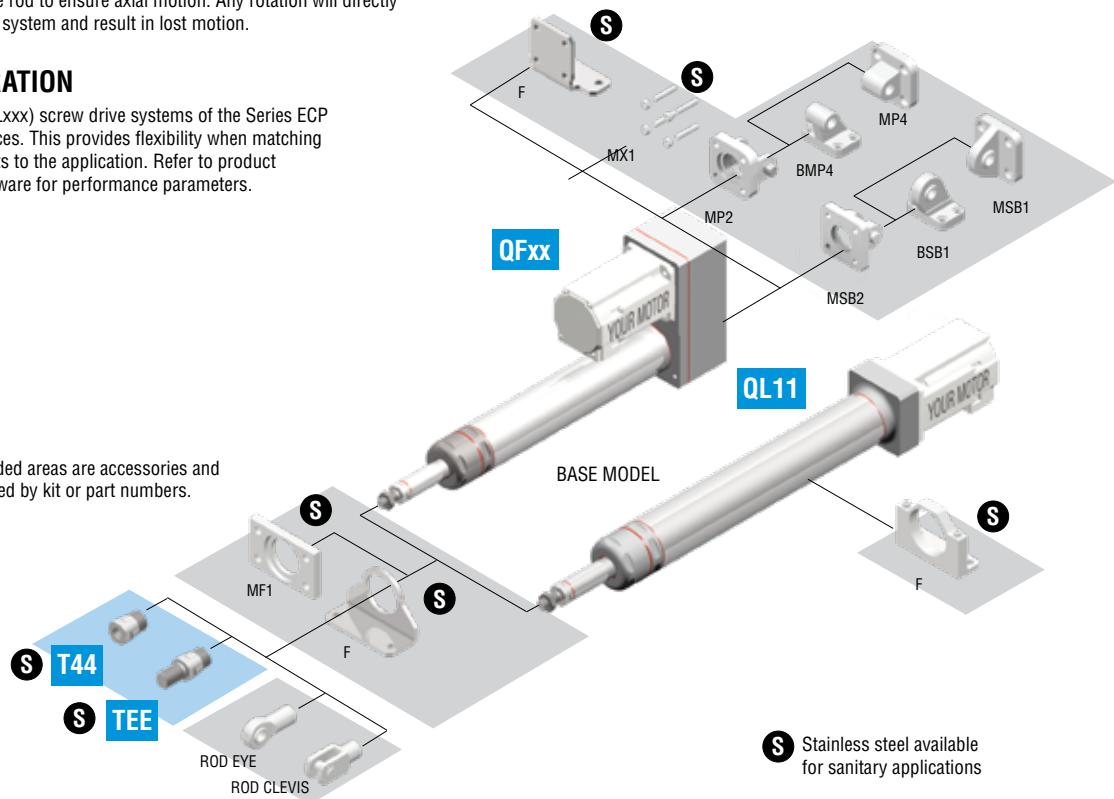 rod to ensure axial motion. Any rotation will directly
system and result in lost motion.
RATION
xxx) screw drive systems of the Series ECP
ces. This provides flexibility when matching
ts to the application. Refer to product
ware for performance parameters.
S
F
S
MX1
MP4
BMP4
MP2
MSB1
BSB1
MSB2
QFxx
YOUR MOTOR
QL11
YOUR MOTOR
BASE MODEL
ded areas are accessories and
ed by kit or part numbers.
S
MF1
S
F
S
F
S T44
S TEE
ROD EYE
ROD CLEVIS
S Stainless steel available
for sanitary applications